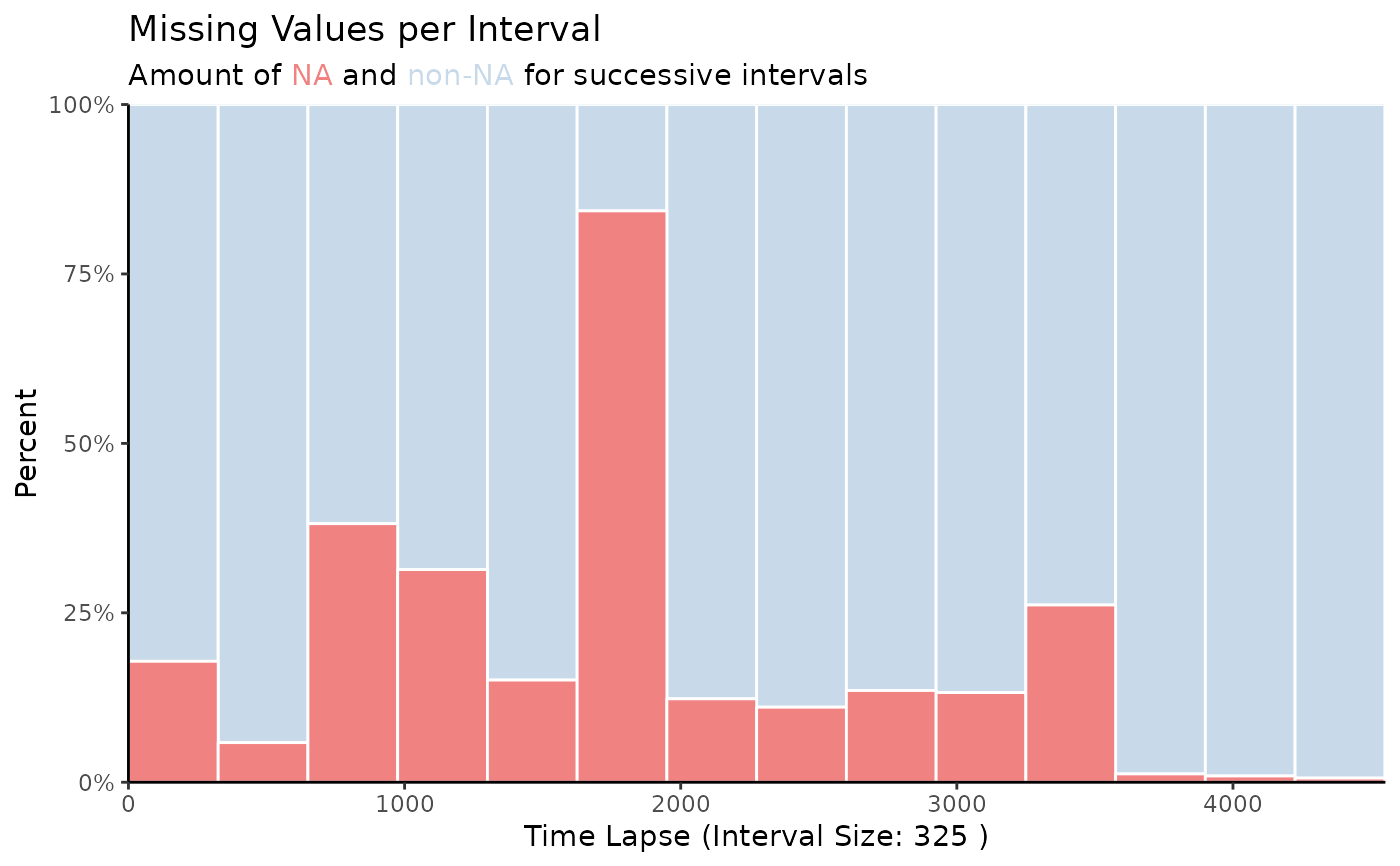 Missing Values per Interval
Amount of NA and non-NA for successive intervals
100%
75%
50%
25%
0%
Percent
0 1000 2000 3000 4000
Time Lapse (Interval Size: 325 )